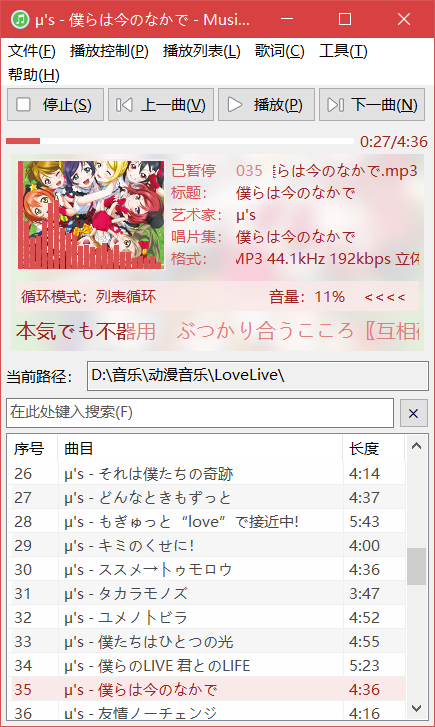 μ's - 僕らは今のなかで - Musi...
文件(F) 播放控制(P) 播放列表(L) 歌词(C) 工具(T)
帮助(H)
停止(S) 上一曲(V) 播放(P) 下一曲(N)
0:27/4:36
已暂停 035 僕らは今のなかで.mp3
标题: 僕らは今のなかで
艺术家: μ's
唱片集: 僕らは今のなかで
格式: MP3 44.1kHz 192kbps 立体
循环模式: 列表循环 音量: 11% <<<<
本気でも不器用 ぶつかり合うこころ〖互相
当前路径: D:\音乐\动漫音乐\LoveLive\
在此处键入搜索(F) ×
序号 曲目 长度
26 μ's - それは僕たちの奇跡 4:14
27 μ's - どんなときもずっと 4:37
28 μ's - もぎゅっと“love”で接近中! 5:43
29 μ's - キミのくせに! 4:00
30 μ's - ススメ→トゥモロウ 4:36
31 μ's - タカラモノズ 3:47
32 μ's - ユメノトビラ 4:52
33 μ's - 僕たちはひとつの光 4:55
34 μ's - 僕らのLIVE 君とのLIFE 5:23
35 μ's - 僕らは今のなかで 4:36
36 μ's - 友情ノーチェンジ 4:16